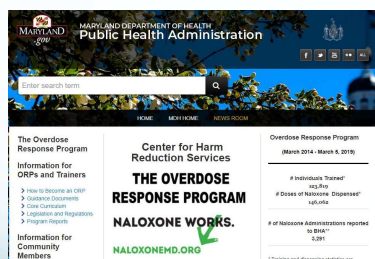 MARYLAND
.gov
MARYLAND DEPARTMENT OF HEALTH
Public Health Administration
Enter search term
HOME MDH HOME NEWS ROOM
The Overdose
Response Program
Information for
ORPs and Trainers
How to Become an ORP
Guidance Documents
Core Curriculum
Legislation and Regulations
Program Reports
Information for
Community
Members
Center for Harm
Reduction Services
THE OVERDOSE
RESPONSE PROGRAM
NALOXONE WORKS.
NALOXONEMD.ORG
Overdose Response Program
(March 2014 - March 5, 2019)
# Individuals Trained*
123,819
# Doses of Naloxone Dispensed*
146,062
# of Naloxone Administrations reported
to BHA**
3,291